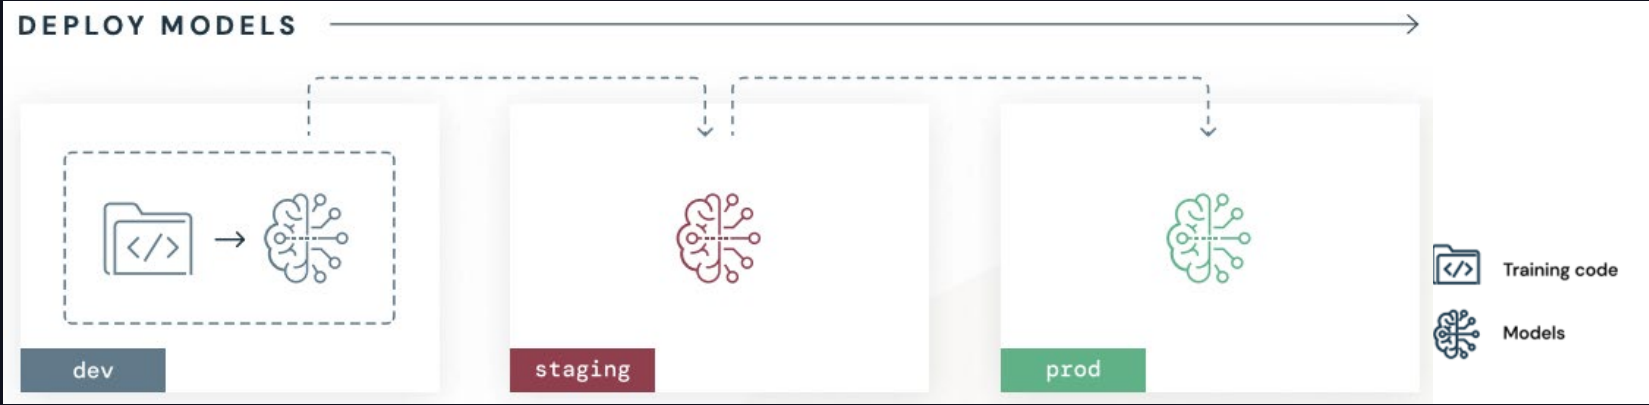 DEPLOY MODELS
</>
</>
Training code
Models
dev
staging
prod